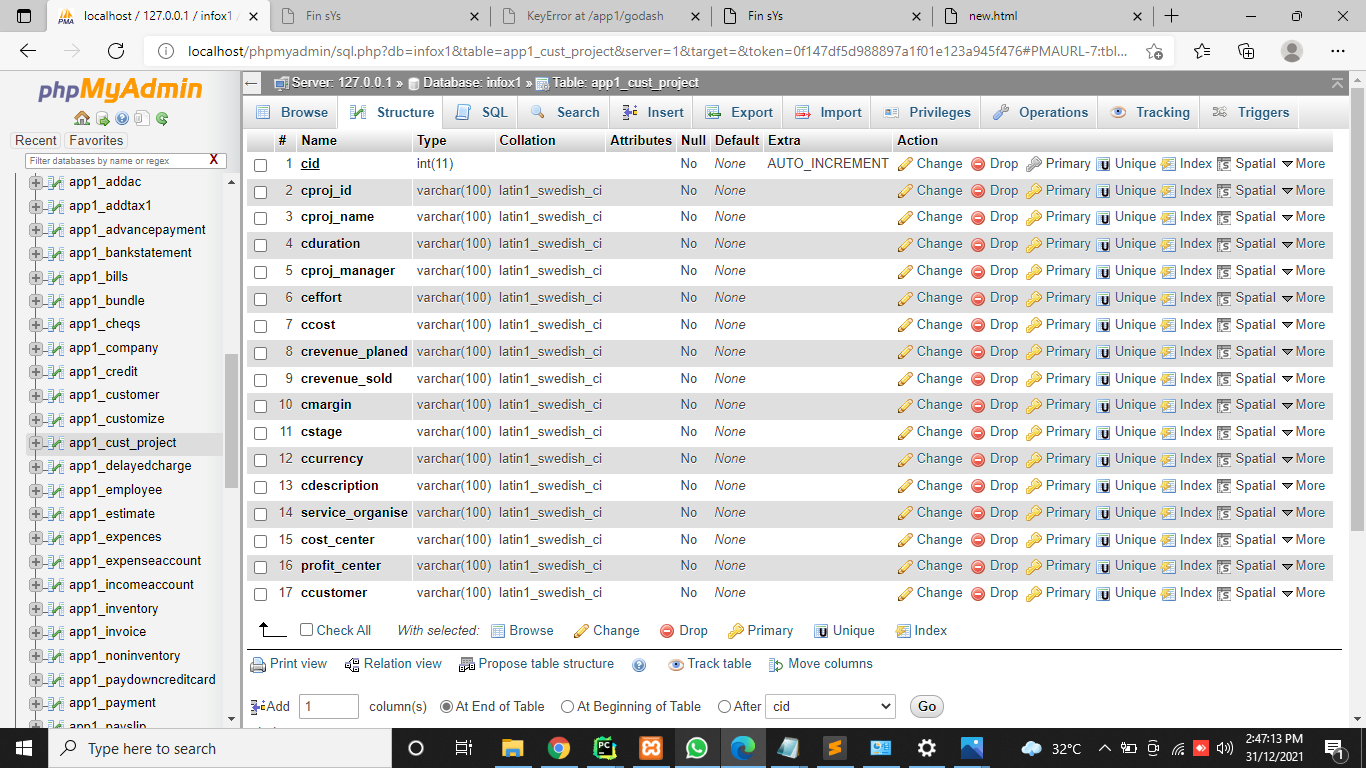 localhost / 127.0.0.1 / infox1 /
Fin sYs
KeyError at /app1/godash
Fin sYs
new.html
localhost/phpmyadmin/sql.php?db=infox1&table=app1_cust_project&server=1&target=&token=0f147df5d988897a1f01e123a945f476#PMAURL-7:tbl...
phpMyAdmin
Recent Favorites
Filter databases by name or regex X
app1_addac
app1_addtax1
app1_advancepayment
app1_bankstatement
app1_bills
app1_bundle
app1_cheqs
app1_company
app1_credit
app1_customer
app1_customize
app1_cust_project
app1_delayedcharge
app1_employee
app1_estimate
app1_expences
app1_expenseaccount
app1_incomeaccount
app1_inventory
app1_invoice
app1_noninventory
app1_paydowncreditcard
app1_payment
app1_payslip
Server: 127.0.0.1 » Database: infox1 » Table: app1_cust_project
Browse Structure SQL Search Insert Export Import Privileges Operations Tracking Triggers
# Name Type Collation Attributes Null Default Extra Action
1 cid int(11) No None AUTO_INCREMENT Change Drop Primary Unique Index Spatial More
2 cproj_id varchar(100) latin1_swedish_ci No None Change Drop Primary Unique Index Spatial More
3 cproj_name varchar(100) latin1_swedish_ci No None Change Drop Primary Unique Index Spatial More
4 cduration varchar(100) latin1_swedish_ci No None Change Drop Primary Unique Index Spatial More
5 cproj_manager varchar(100) latin1_swedish_ci No None Change Drop Primary Unique Index Spatial More
6 ceffort varchar(100) latin1_swedish_ci No None Change Drop Primary Unique Index Spatial More
7 ccost varchar(100) latin1_swedish_ci No None Change Drop Primary Unique Index Spatial More
8 crevenue_planed varchar(100) latin1_swedish_ci No None Change Drop Primary Unique Index Spatial More
9 crevenue_sold varchar(100) latin1_swedish_ci No None Change Drop Primary Unique Index Spatial More
10 cmargin varchar(100) latin1_swedish_ci No None Change Drop Primary Unique Index Spatial More
11 cstage varchar(100) latin1_swedish_ci No None Change Drop Primary Unique Index Spatial More
12 ccurrency varchar(100) latin1_swedish_ci No None Change Drop Primary Unique Index Spatial More
13 cdescription varchar(100) latin1_swedish_ci No None Change Drop Primary Unique Index Spatial More
14 service_organise varchar(100) latin1_swedish_ci No None Change Drop Primary Unique Index Spatial More
15 cost_center varchar(100) latin1_swedish_ci No None Change Drop Primary Unique Index Spatial More
16 profit_center varchar(100) latin1_swedish_ci No None Change Drop Primary Unique Index Spatial More
17 ccustomer varchar(100) latin1_swedish_ci No None Change Drop Primary Unique Index Spatial More
Check All With selected: Browse Change Drop Primary Unique Index
Print view Relation view Propose table structure Track table Move columns
Add 1 column(s) At End of Table At Beginning of Table After cid Go
Type here to search
32°C
2:47:13 PM
31/12/2021
1